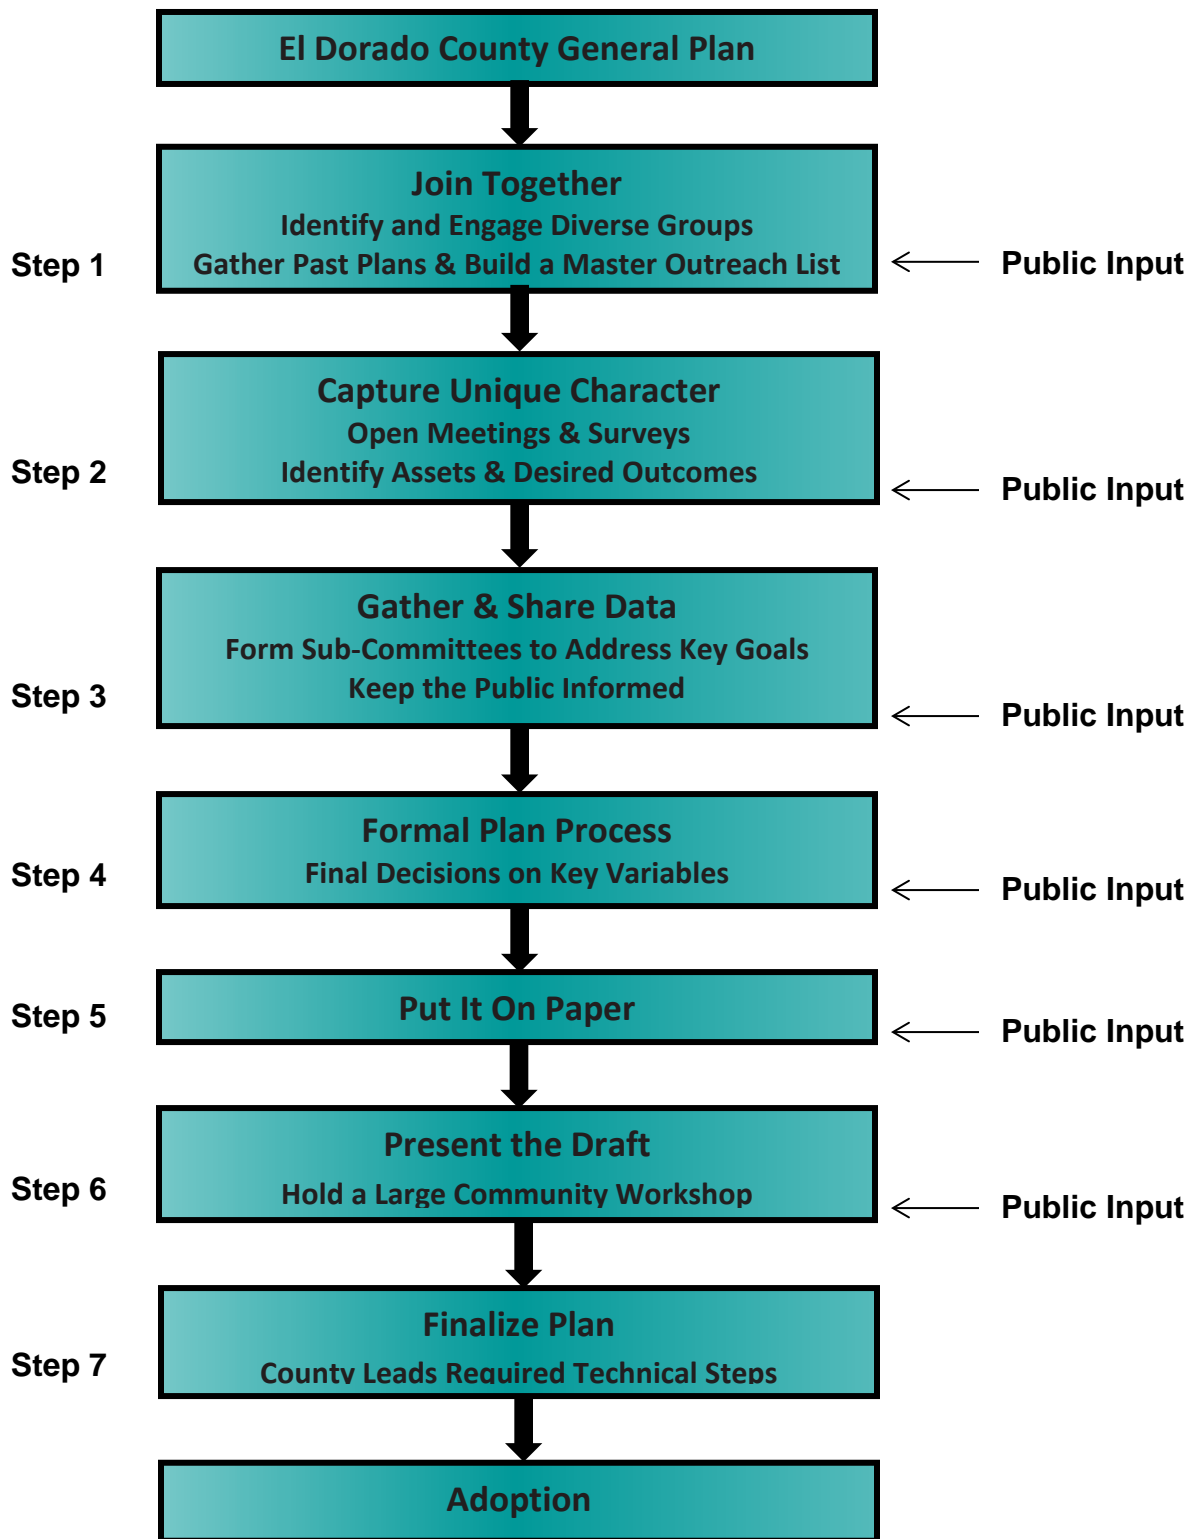 El Dorado County General Plan
Join Together
Identify and Engage Diverse Groups
Step 1
Gather Past Plans & Build a Master Outreach List
Public Input
Capture Unique Character
Open Meetings & Surveys
Step 2
Identify Assets & Desired Outcomes
Public Input
Gather & Share Data
Form Sub-Committees to Address Key Goals
Step 3
Keep the Public Informed
Public Input
Formal Plan Process
Step 4
Final Decisions on Key Variables
Public Input
Step 5
Put It On Paper
Public Input
Present the Draft
Step 6
Hold a Large Community Workshop
Public Input
Finalize Plan
Step 7
County Leads Required Technical Steps
Adoption